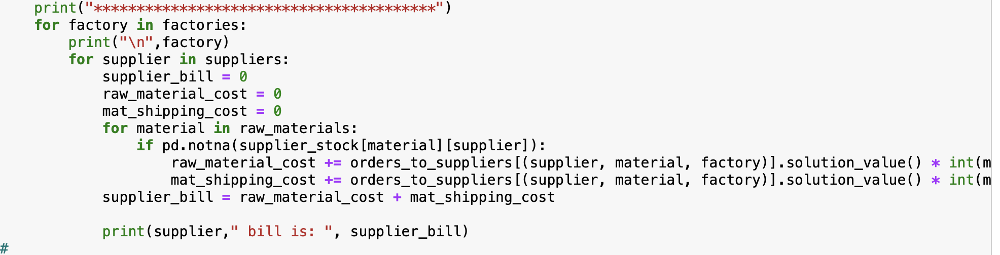 print("****************************************")
for factory in factories:
print("\n",factory)
for supplier in suppliers:
supplier_bill = 0
raw_material_cost = 0
mat_shipping_cost = 0
for material in raw_materials:
if pd.notna(supplier_stock[material][supplier]):
raw_material_cost += orders_to_suppliers[(supplier, material, factory)].solution_value() * int(m
mat_shipping_cost += orders_to_suppliers[(supplier, material, factory)].solution_value() * int(m
supplier_bill = raw_material_cost + mat_shipping_cost
print(supplier," bill is: ", supplier_bill)
#